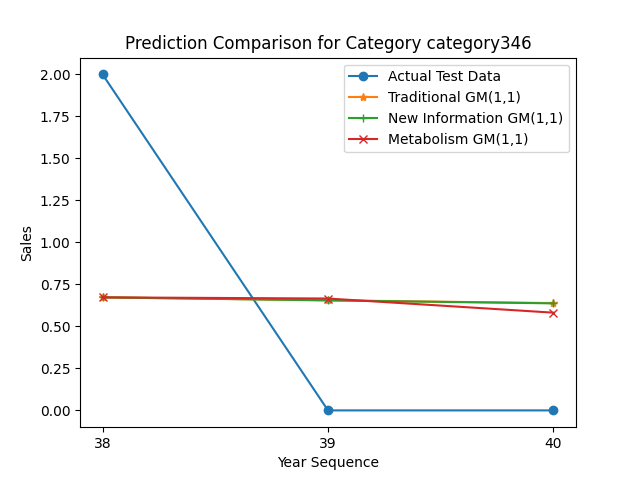 Prediction Comparison for Category category346
Actual Test Data
Traditional GM(1,1)
New Information GM(1,1)
Metabolism GM(1,1)
2.00
1.75
1.50
1.25
1.00
0.75
0.50
0.25
0.00
Sales
38
39
40
Year Sequence